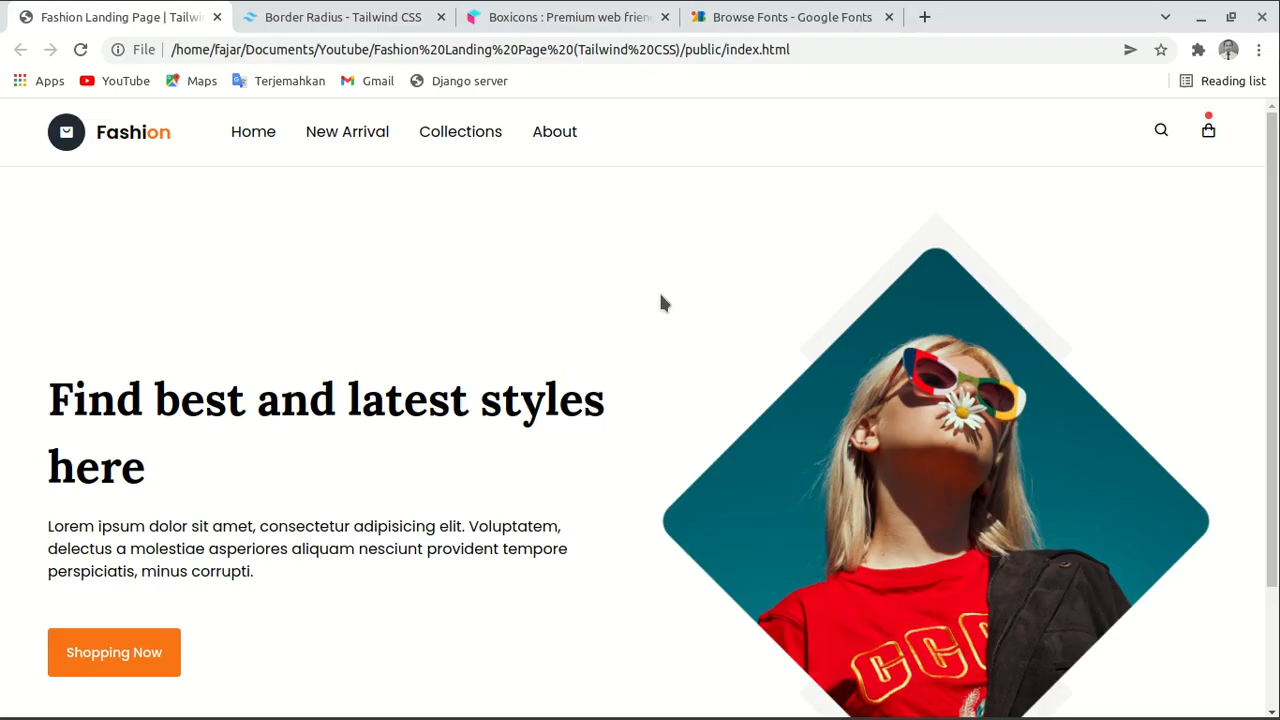 Fashion Landing Page | Tailwi
Border Radius - Tailwind CSS
Boxicons : Premium web frien
Browse Fonts - Google Fonts
File
/home/fajar/Documents/Youtube/Fashion%20Landing%20Page%20(Tailwind%20CSS)/public/index.html
Apps
YouTube
Maps
Terjemahkan
Gmail
Django server
Reading list
Fashion
Home
New Arrival
Collections
About
Find best and latest styles
here
Lorem ipsum dolor sit amet, consectetur adipisicing elit. Voluptatem,
delectus a molestiae asperiores aliquam nesciunt provident tempore
perspiciatis, minus corrupti.
Shopping Now